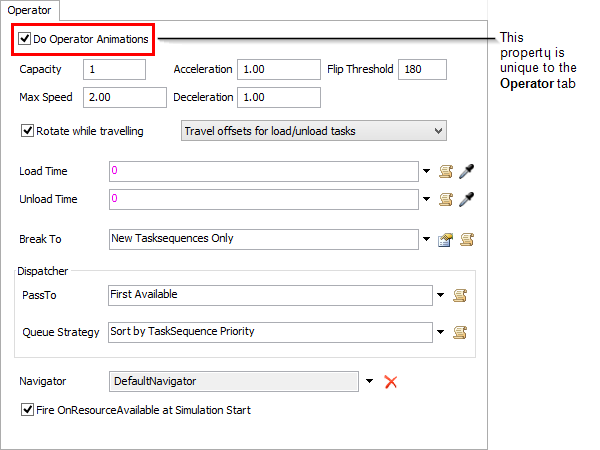 Operator
Do Operator Animations
This
property is
unique to the
Operator tab
Capacity 1 Acceleration 1.00 Flip Threshold 180
Max Speed 2.00 Deceleration 1.00
Rotate while travelling Travel offsets for load/unload tasks
Load Time 0
Unload Time 0
Break To New Tasksequences Only
Dispatcher
PassTo First Available
Queue Strategy Sort by TaskSequence Priority
Navigator DefaultNavigator
Fire OnResourceAvailable at Simulation Start